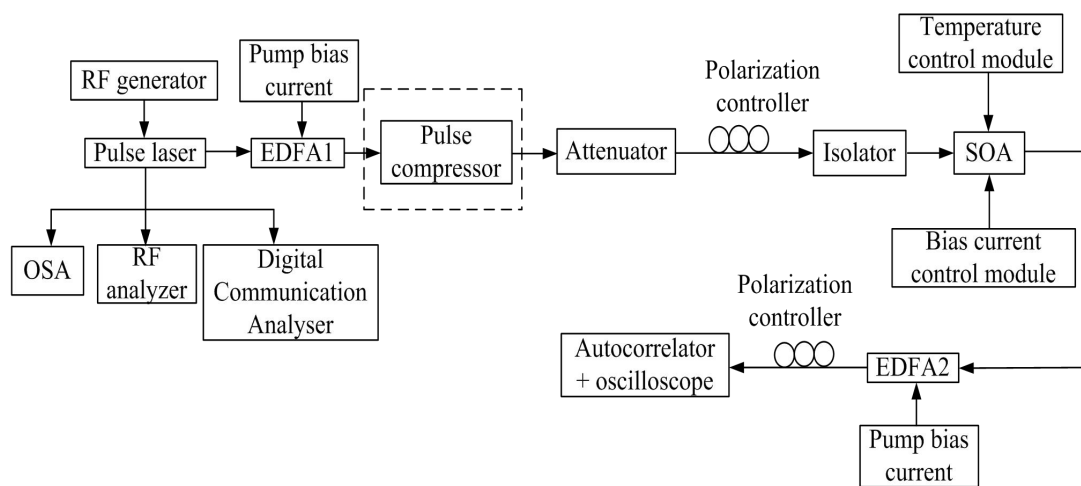 RF generator
Pump bias
current
Pulse laser
EDFA1
Pulse
compressor
Attenuator
Polarization
controller
Isolator
SOA
Temperature
control module
Bias current
control module
OSA
RF
analyzer
Digital
Communication
Analyser
Polarization
controller
Autocorrelator
+ oscilloscope
EDFA2
Pump bias
current